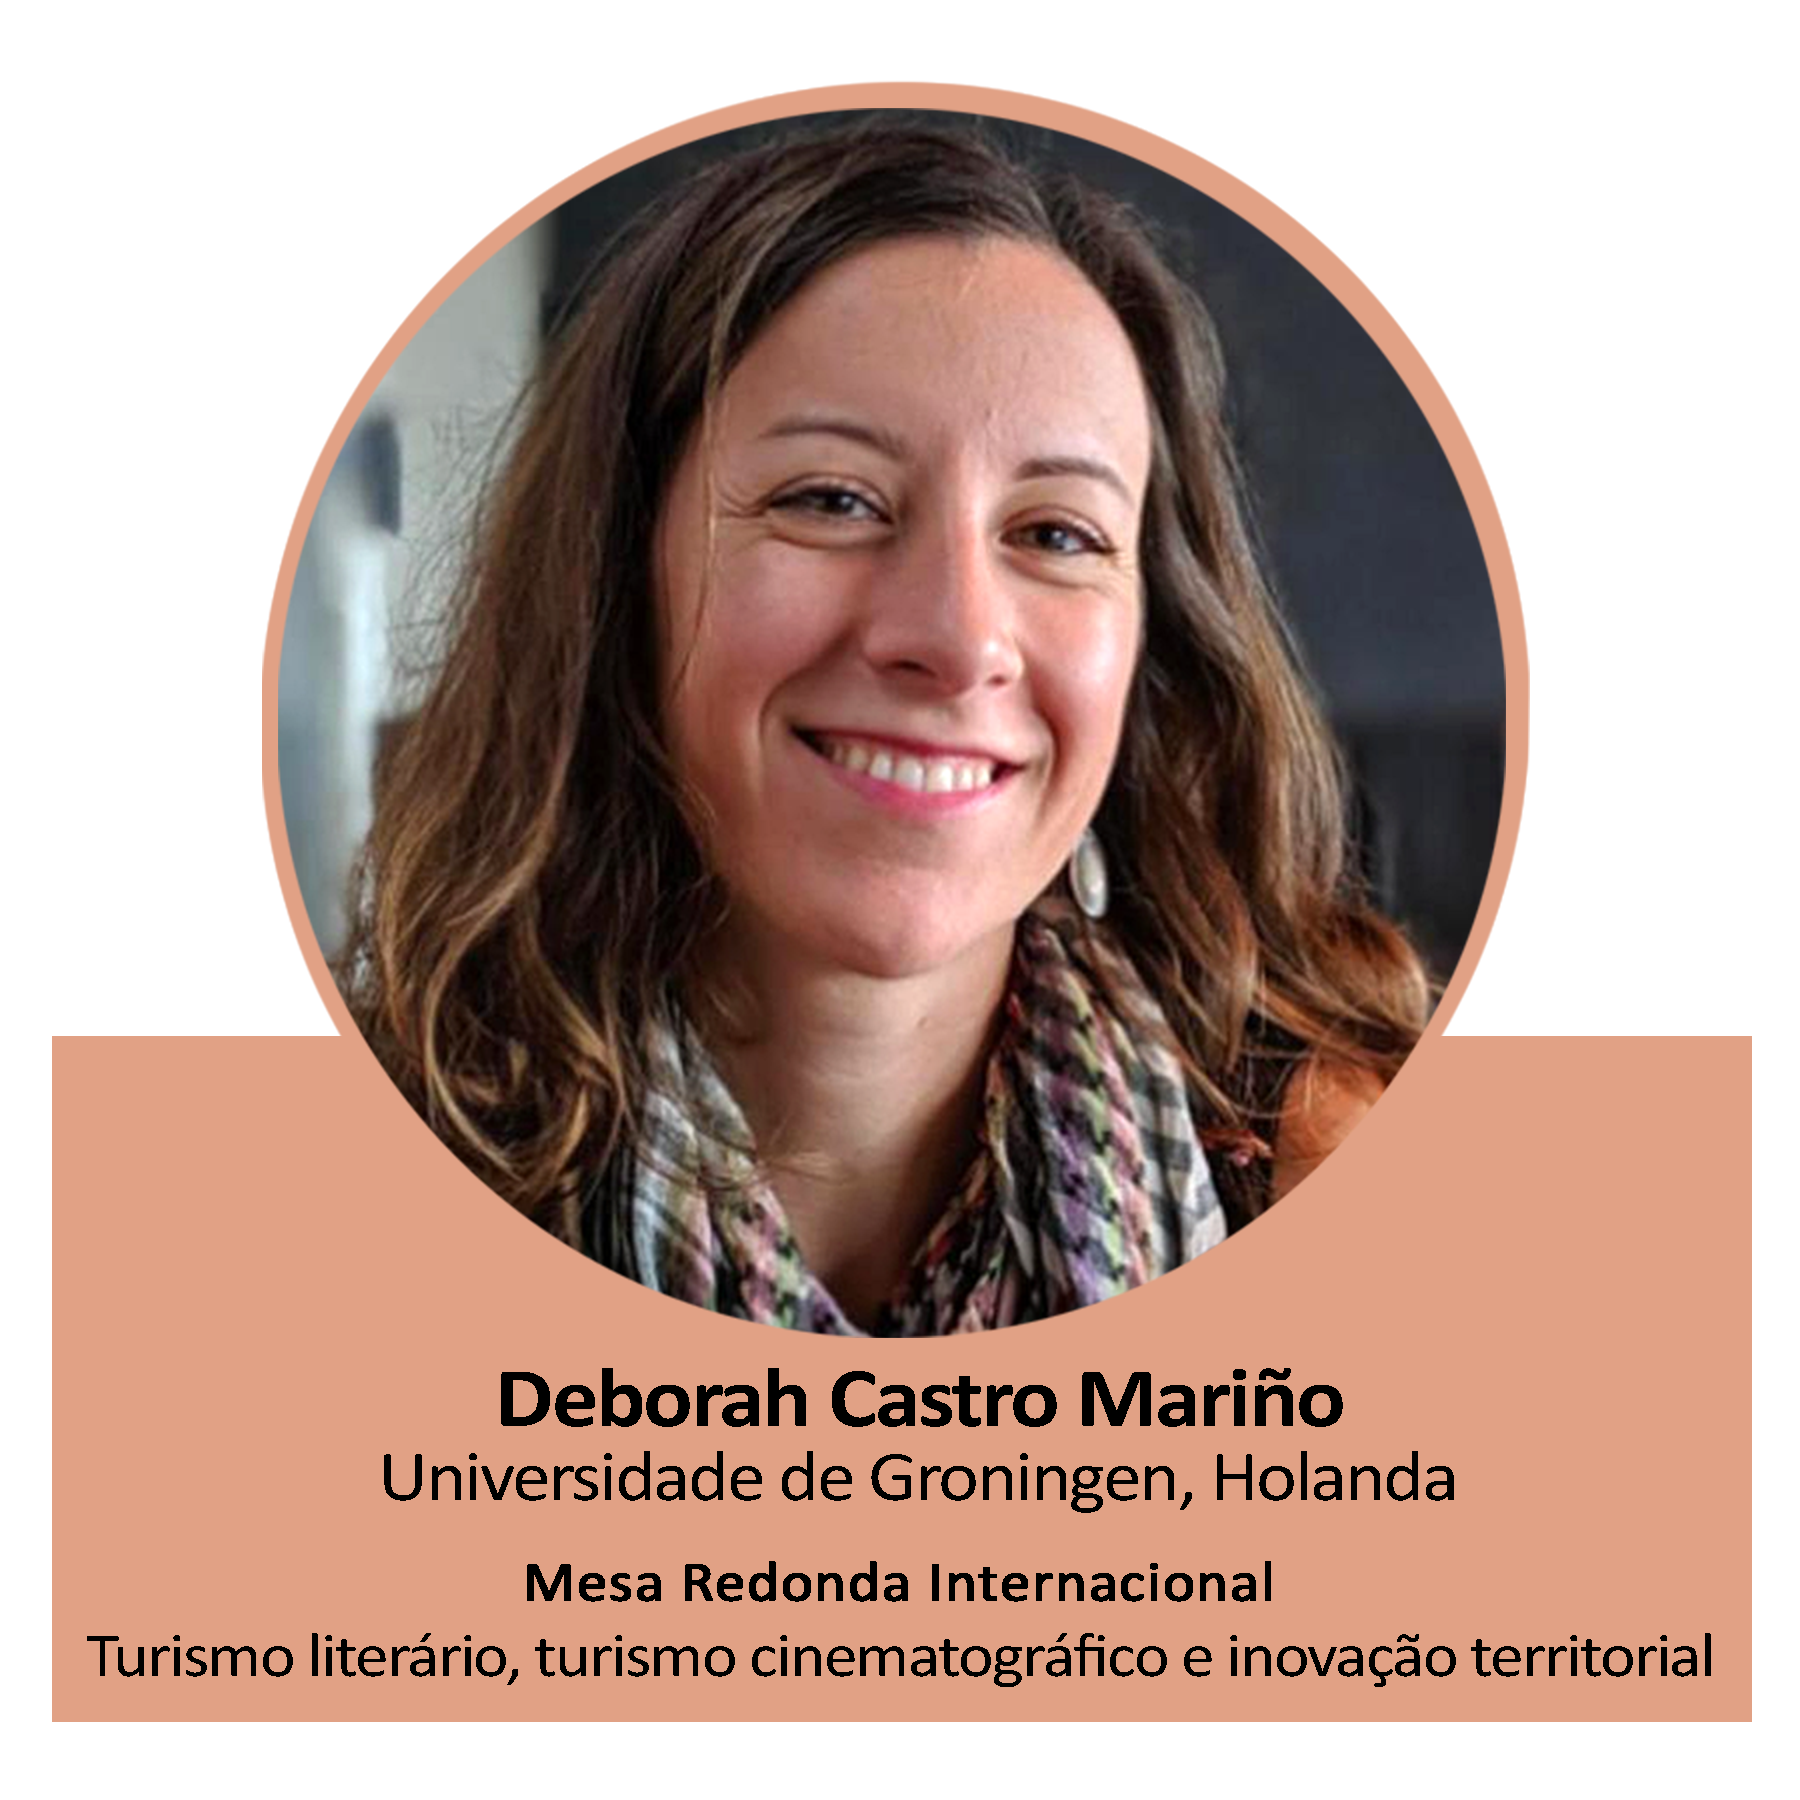 Deborah Castro Mariño
Universidade de Groningen, Holanda
Mesa Redonda Internacional
Turismo literário, turismo cinematográfico e inovação territorial